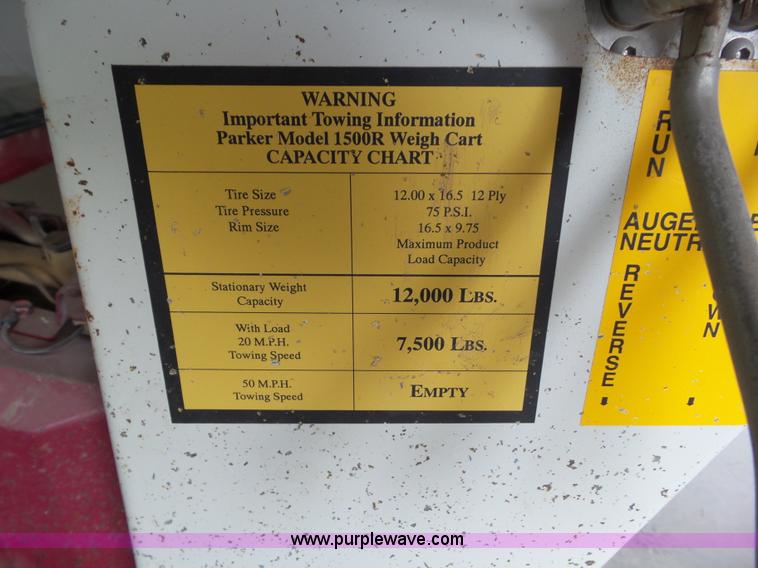 WARNING
Important Towing Information
Parker Model 1500R Weigh Cart
CAPACITY CHART
Tire Size 12.00 x 16.5 12 Ply
Tire Pressure 75 P.S.I.
Rim Size 16.5 x 9.75
Maximum Product
Load Capacity
Stationary Weight
Capacity
12,000 LBS.
With Load
20 M.P.H.
Towing Speed
7,500 LBS.
50 M.P.H.
Towing Speed
EMPTY
RUN
REVERSE
www.purplewave.com